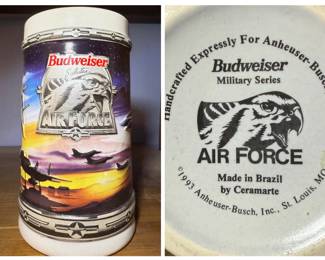 Budweiser
Salutes
AIR FORCE
Handcrafted Expressly For Anheuser-Busch
Budweiser
Military Series
AIR FORCE
Made in Brazil
by Ceramarte
©1993 Anheuser-Busch, Inc., St. Louis, MO